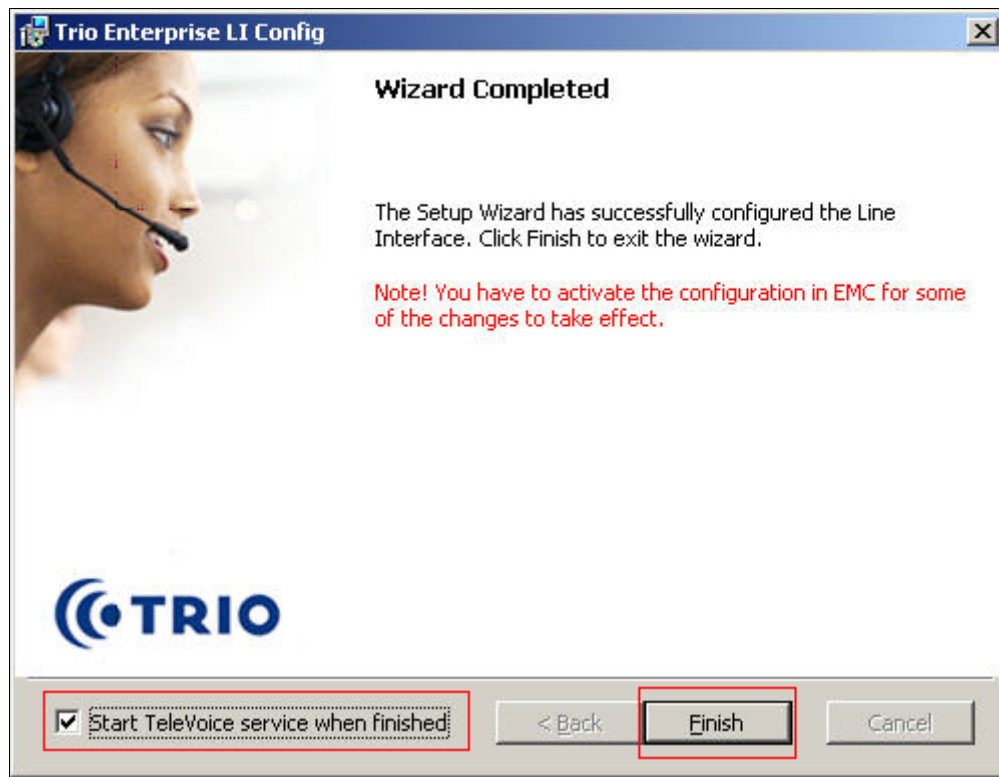 Trio Enterprise LI Config
Wizard Completed
The Setup Wizard has successfully configured the Line
Interface. Click Finish to exit the wizard.
Note! You have to activate the configuration in EMC for some
of the changes to take effect.
TRIO
Start TeleVoice service when finished
< Back
Finish
Cancel